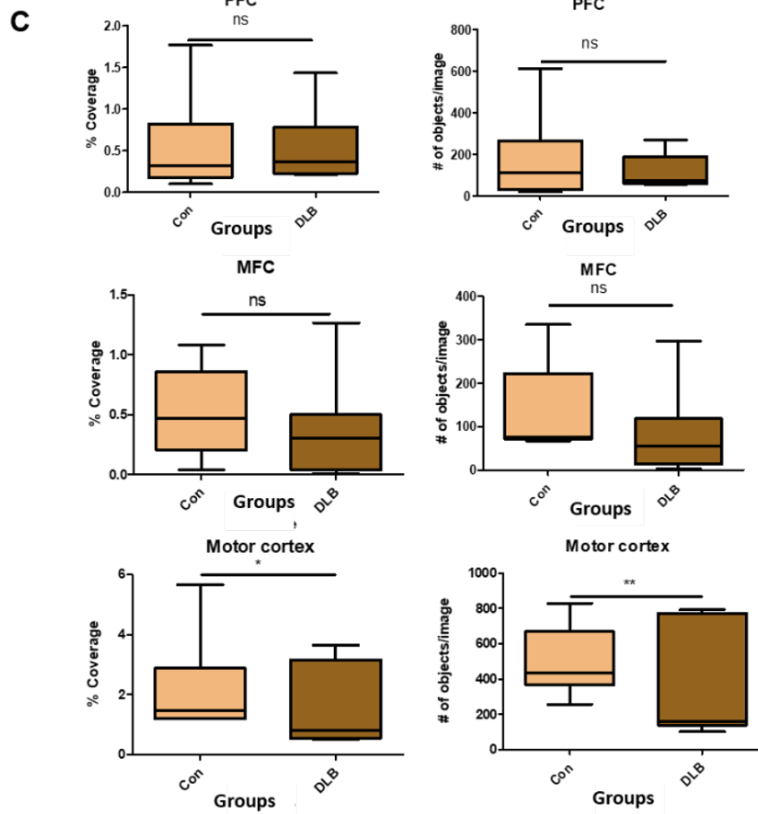 C
PFC
ns
2.0
1.5
1.0
0.5
0.0
% Coverage
Con
DLB
Groups
PFC
ns
800
600
400
200
0
# of objects/image
Con
DLB
Groups
MFC
ns
1.5
1.0
0.5
0.0
% Coverage
Con
DLB
Groups
MFC
ns
400
300
200
100
0
# of objects/image
Con
DLB
Groups
Motor cortex
*
6
4
2
0
% Coverage
Con
DLB
Groups
Motor cortex
**
1000
800
600
400
200
0
# of objects/image
Con
DLB
Groups